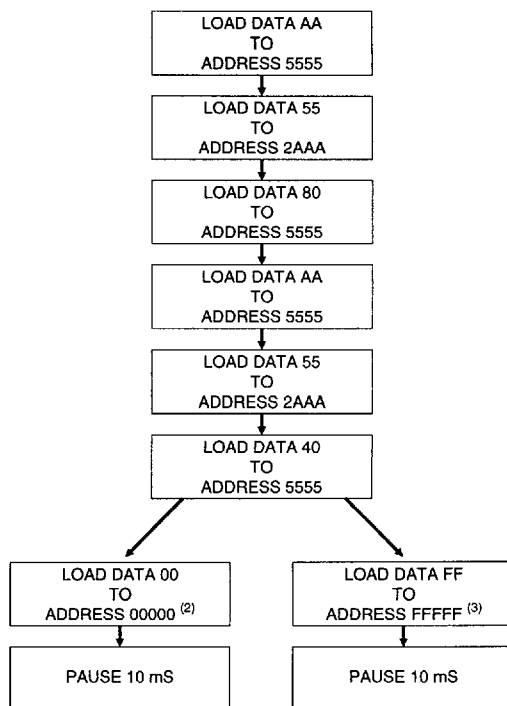 LOAD DATA AA
TO
ADDRESS 5555
LOAD DATA 55
TO
ADDRESS 2AAA
LOAD DATA 80
TO
ADDRESS 5555
LOAD DATA AA
TO
ADDRESS 5555
LOAD DATA 55
TO
ADDRESS 2AAA
LOAD DATA 40
TO
ADDRESS 5555
LOAD DATA 00
TO
ADDRESS 00000 (2)
PAUSE 10 mS
LOAD DATA FF
TO
ADDRESS FFFFF (3)
PAUSE 10 mS